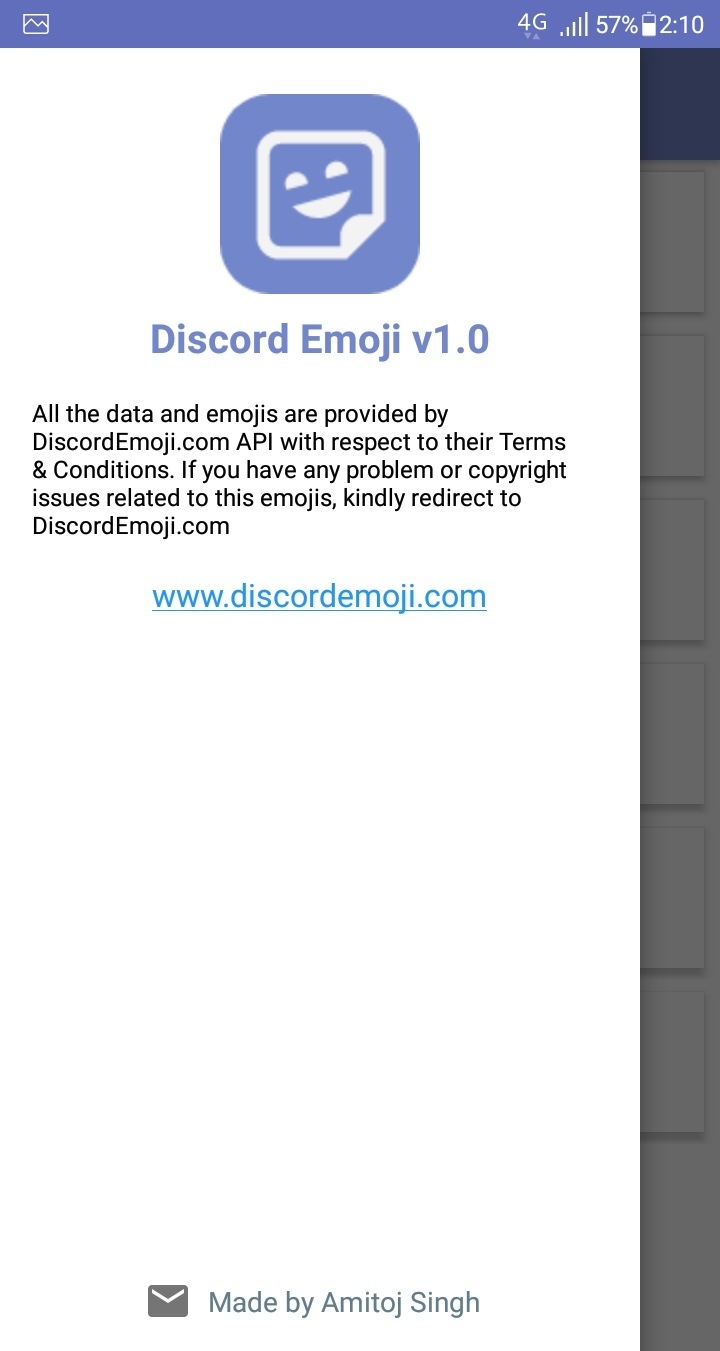 4G 57% 2:10
Discord Emoji v1.0
All the data and emojis are provided by
DiscordEmoji.com API with respect to their Terms
& Conditions. If you have any problem or copyright
issues related to this emojis, kindly redirect to
DiscordEmoji.com
www.discordemoji.com
Made by Amitoj Singh